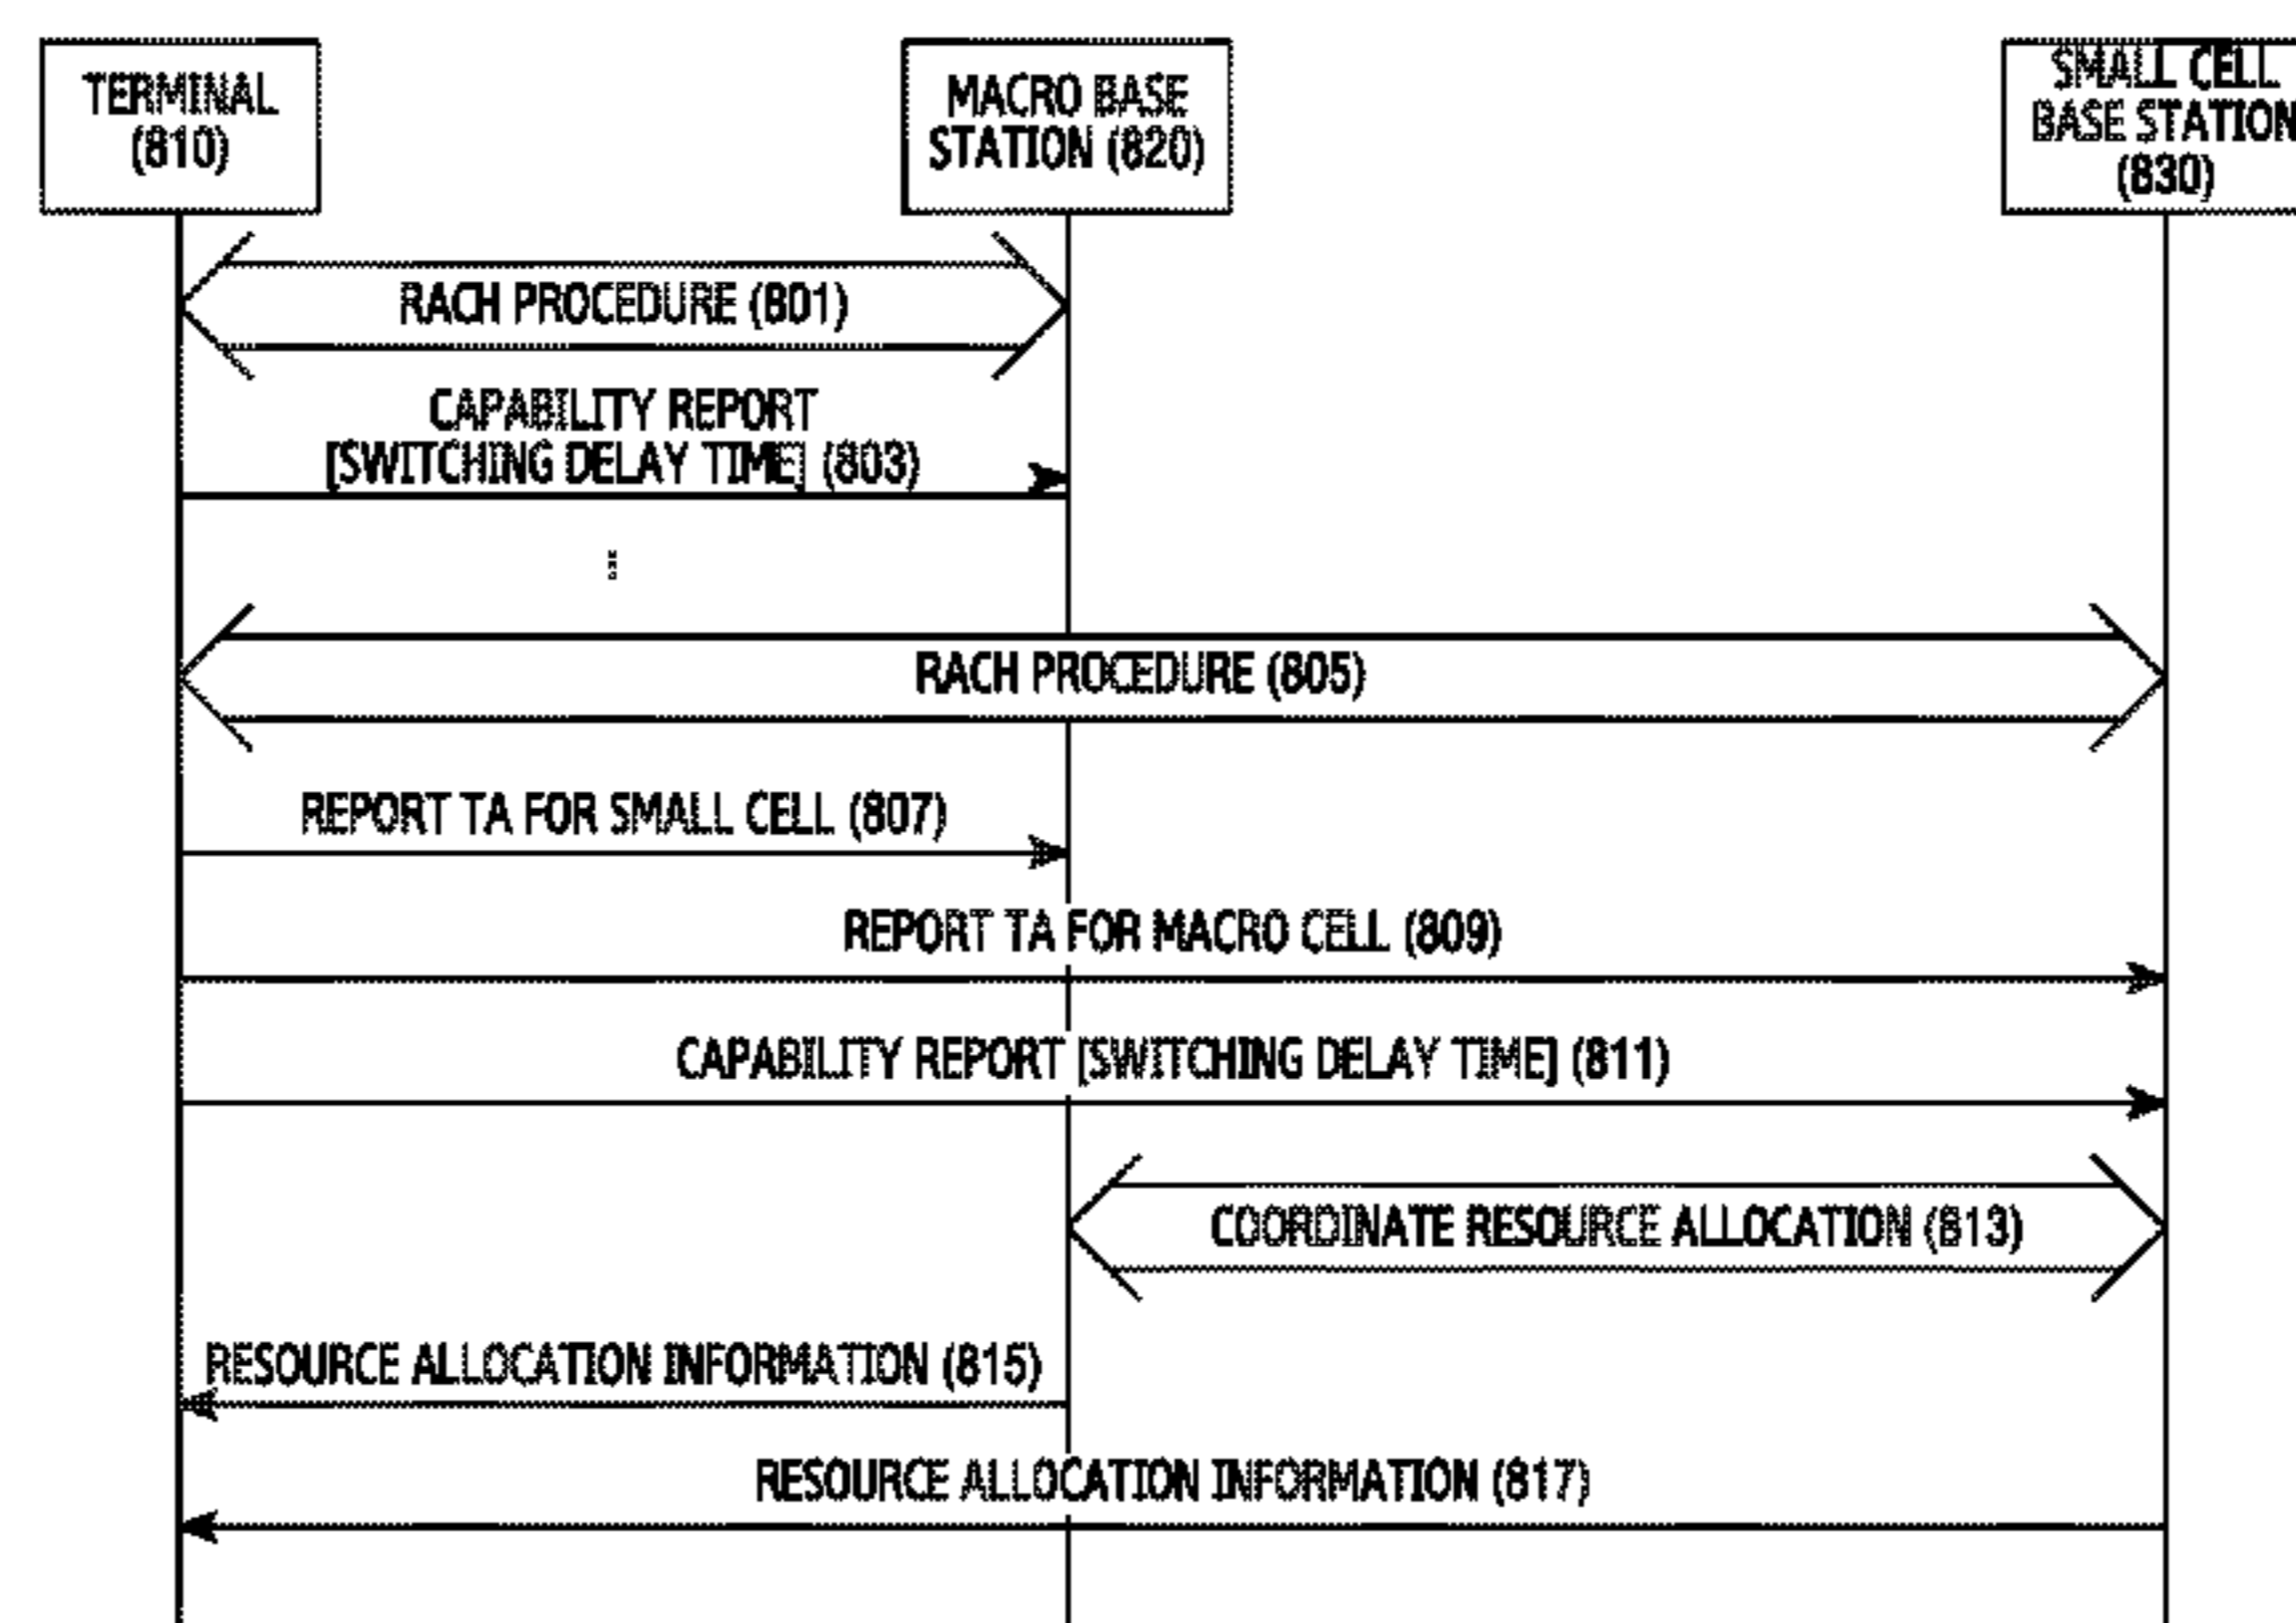 TERMINAL
(810)
MACRO BASE
STATION (820)
SMALL CELL
BASE STATION
(830)
RACH PROCEDURE (801)
CAPABILITY REPORT
[SWITCHING DELAY TIME] (803)
RACH PROCEDURE (805)
REPORT TA FOR SMALL CELL (807)
REPORT TA FOR MACRO CELL (809)
CAPABILITY REPORT [SWITCHING DELAY TIME] (811)
COORDINATE RESOURCE ALLOCATION (813)
RESOURCE ALLOCATION INFORMATION (815)
RESOURCE ALLOCATION INFORMATION (817)